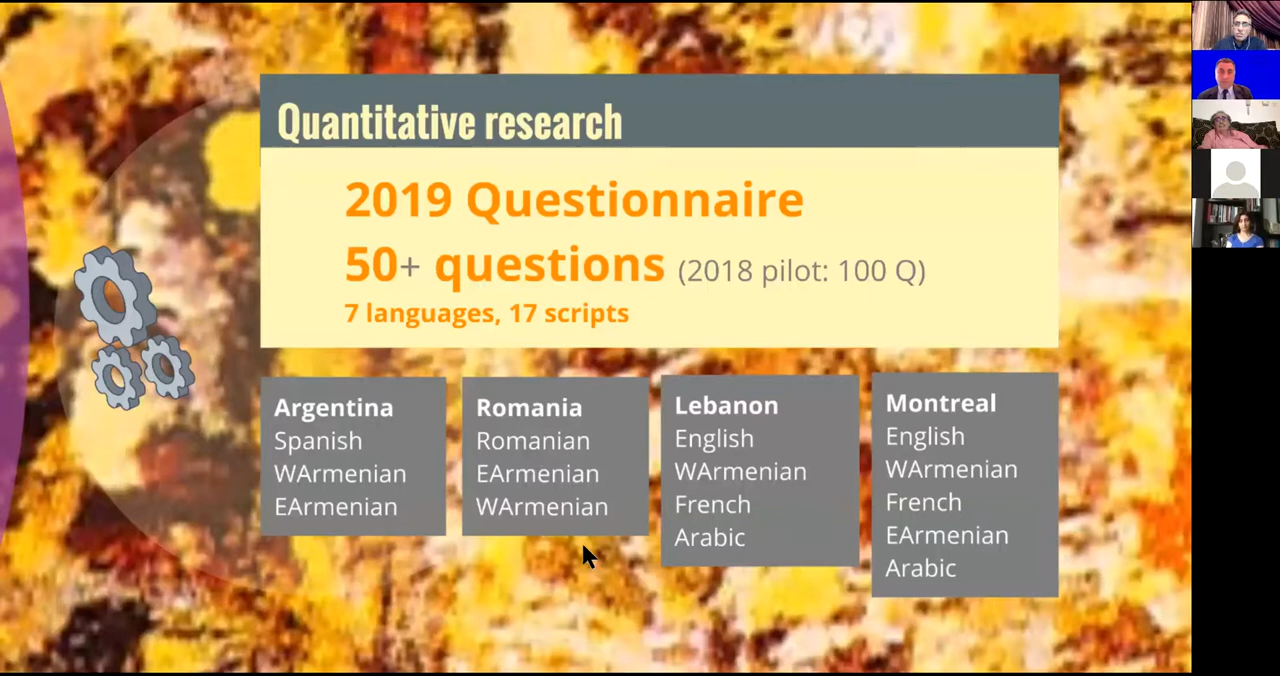 Quantitative research
2019 Questionnaire
50+ questions (2018 pilot: 100 Q)
7 languages, 17 scripts
Argentina
Spanish
WArmenian
EArmenian
Romania
Romanian
EArmenian
WArmenian
Lebanon
English
WArmenian
French
Arabic
Montreal
English
WArmenian
French
EArmenian
Arabic